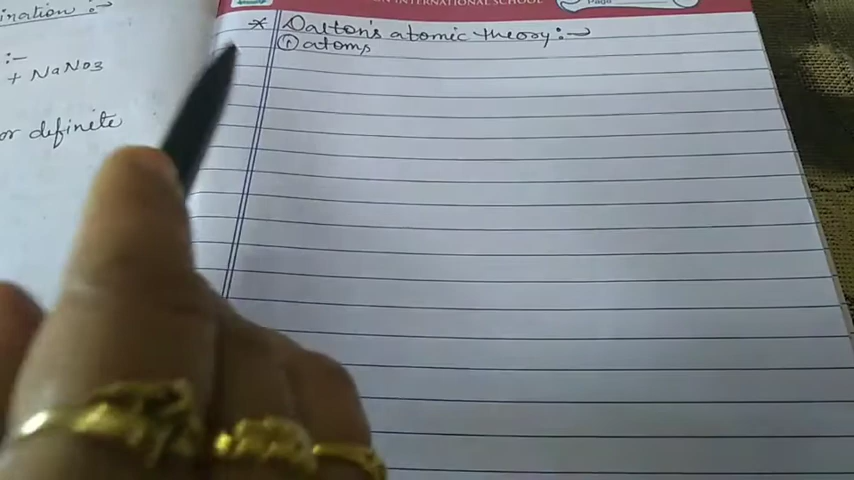 ination :→
:-
+ NaNO3
or definite
INTERNATIONAL SCHOOL
Page
* Dalton's atomic theory :→
① atoms